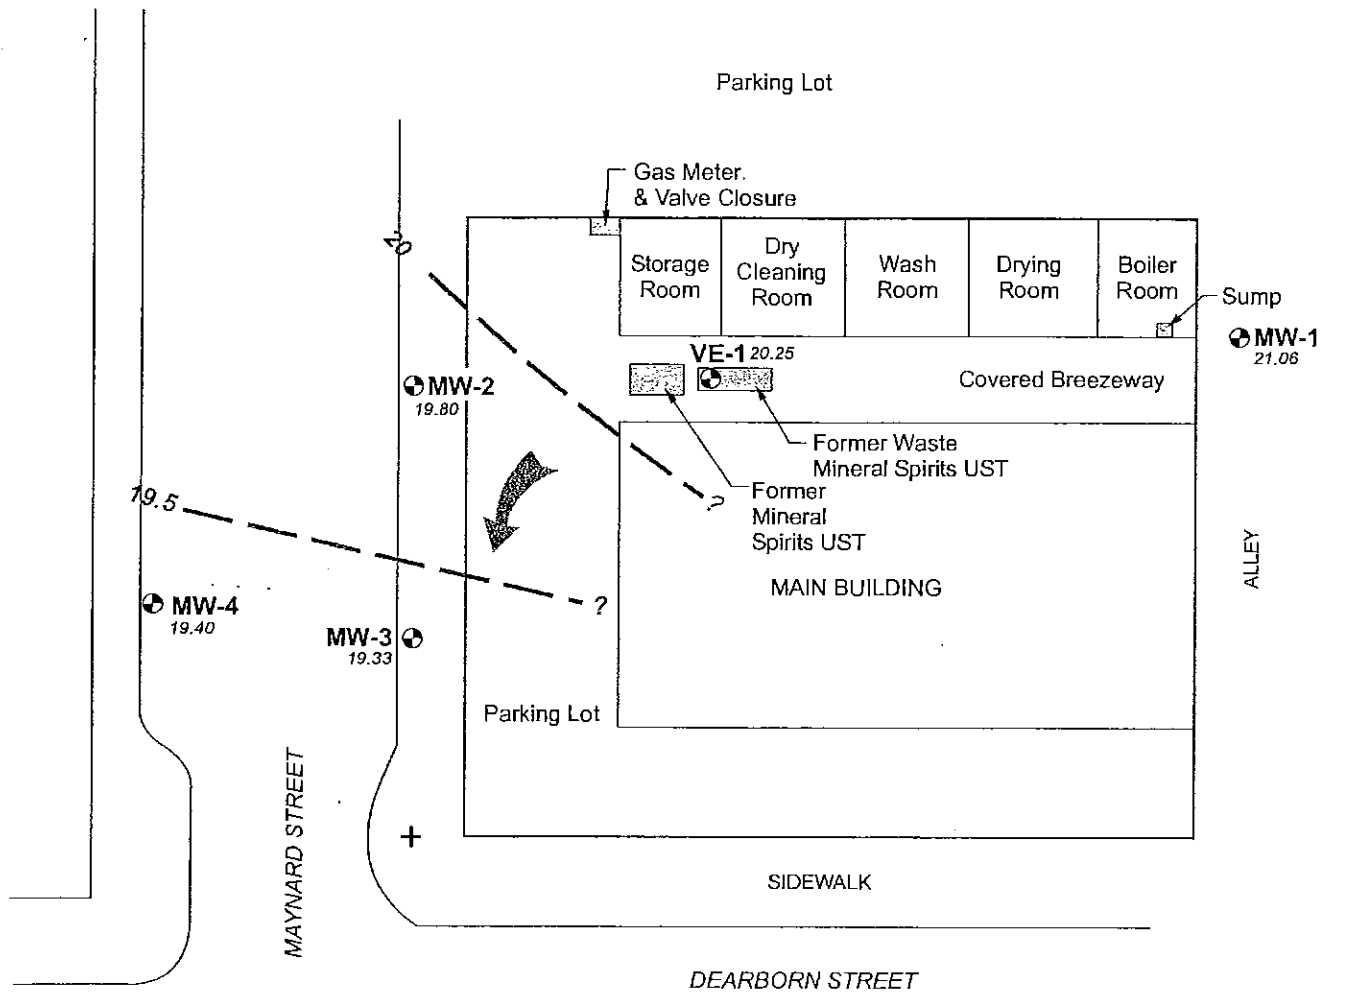 Parking Lot
Gas Meter.
& Valve Closure
20
Storage
Room
Dry
Cleaning
Room
Wash
Room
Drying
Room
Boiler
Room
Sump
MW-1
21.06
VE-1 20.25
MW-2
19.80
Covered Breezeway
Former Waste
Mineral Spirits UST
?
Former
Mineral
Spirits UST
19.5
ALLEY
MAIN BUILDING
?
MW-4
19.40
MW-3
19.33
Parking Lot
MAYNARD STREET
SIDEWALK
DEARBORN STREET